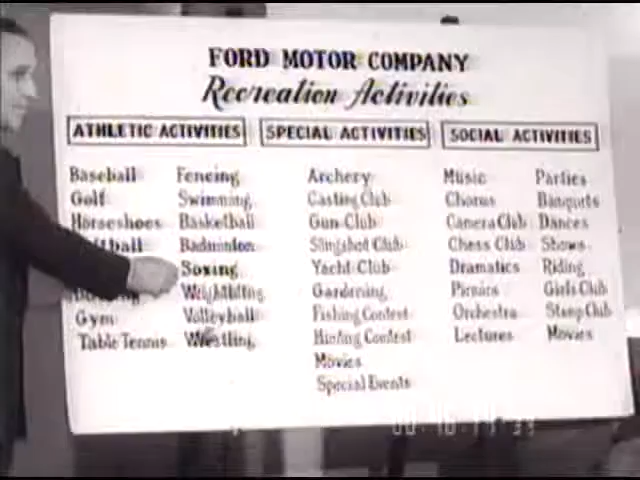 FORD MOTOR COMPANY
Recreation Activities
ATHLETIC ACTIVITIES SPECIAL ACTIVITIES SOCIAL ACTIVITIES
Baseball Fencing Archery Music Parties
Golf Swimming Casting Club Chorus Banquets
Horseshoes Basketball Gun Club Camera Club Dances
Badminton Slingshot Club Chess Club Shows
Boxing Yacht Club Dramatics Riding
Weightlifting Gardening Picnics Girls Club
Gym Volleyball Fishing Contest Orchestra Stamp Club
Table Tennis Wrestling Hunting Contest Lectures Movies
Movies
Special Events